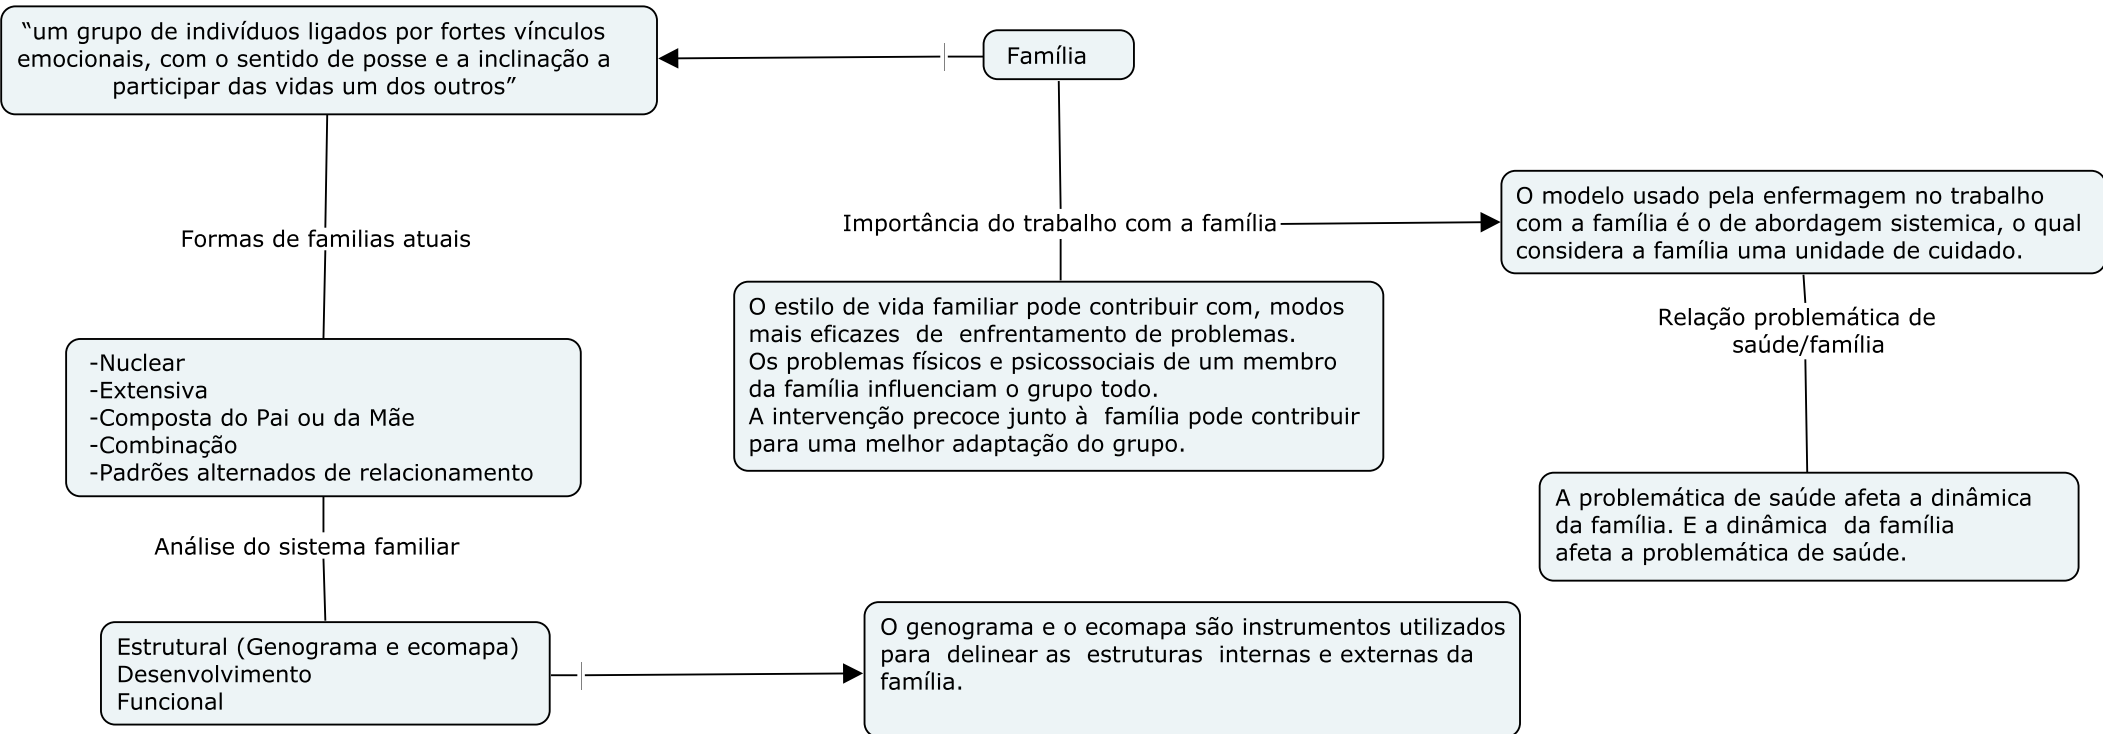 “um grupo de indivíduos ligados por fortes vínculos
emocionais, com o sentido de posse e a inclinação a
participar das vidas um dos outros”
Família
Formas de familias atuais
Importância do trabalho com a família
O modelo usado pela enfermagem no trabalho
com a família é o de abordagem sistemica, o qual
considera a família uma unidade de cuidado.
O estilo de vida familiar pode contribuir com, modos
mais eficazes de enfrentamento de problemas.
Os problemas físicos e psicossociais de um membro
da família influenciam o grupo todo.
A intervenção precoce junto à família pode contribuir
para uma melhor adaptação do grupo.
Relação problemática de
saúde/família
-Nuclear
-Extensiva
-Composta do Pai ou da Mãe
-Combinação
-Padrões alternados de relacionamento
A problemática de saúde afeta a dinâmica
da família. E a dinâmica da família
afeta a problemática de saúde.
Análise do sistema familiar
Estrutural (Genograma e ecomapa)
Desenvolvimento
Funcional
O genograma e o ecomapa são instrumentos utilizados
para delinear as estruturas internas e externas da
família.